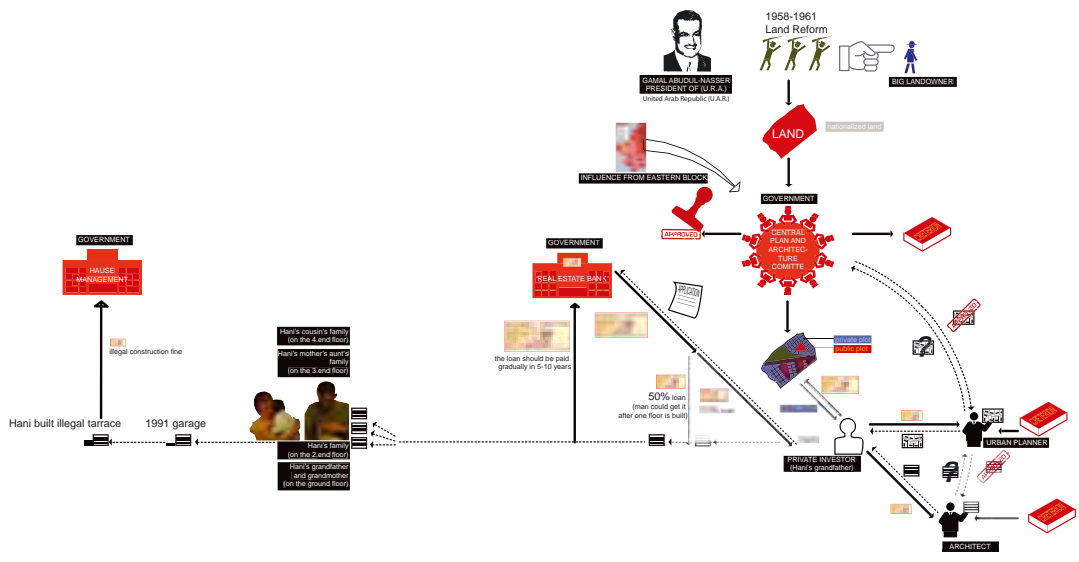 1958-1961
Land Reform
GAMAL ABUDUL-NASSER
PRESIDENT OF (U.R.A.)
United Arab Republic (U.A.R.)
BIG LANDOWNER
LAND
nationalized land
INFLUENCE FROM EASTERN BLOCK
GOVERNMENT
APPROVED
CENTRAL
PLAN AND
ARCHITEC-
TURE
COMITTE
GOVERNMENT
HAUSE
MANAGEMENT
GOVERNMENT
REAL ESTATE BANK
APPLICATION
illegal construction fine
Hani's cousin's family
(on the 4.end floor)
Hani's mother's aunt's
family
(on the 3.end floor)
the loan should be paid
gradually in 5-10 years
private plot
public plot
50% loan
(man could get it
after one floor is built)
Hani built illegal tarrace
1991 garage
Hani's family
(on the 2.end floor)
Hani's grandfather
and grandmother
(on the ground floor)
PRIVATE INVESTOR
(Hani's grandfather)
URBAN PLANNER
ARCHITECT